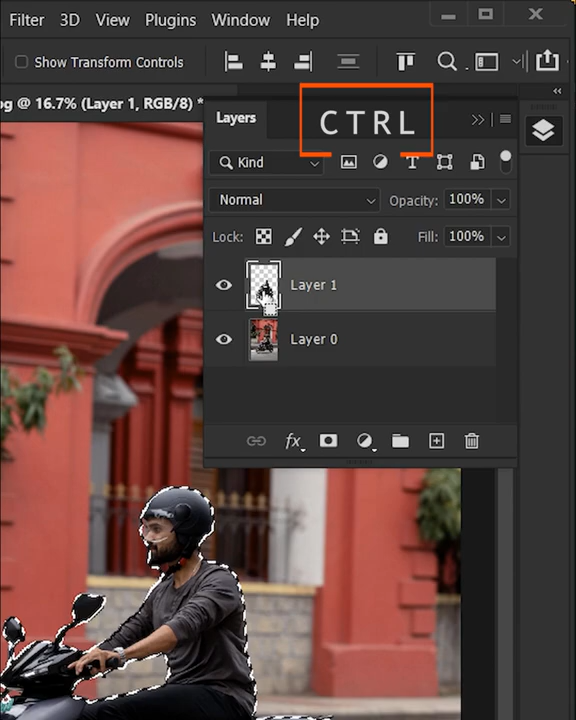 Filter 3D View Plugins Window Help
Show Transform Controls
og @ 16.7% (Layer 1, RGB/8) *
Layers
CTRL
Kind
Normal Opacity: 100%
Lock: Fill: 100%
Layer 1
Layer 0
fx